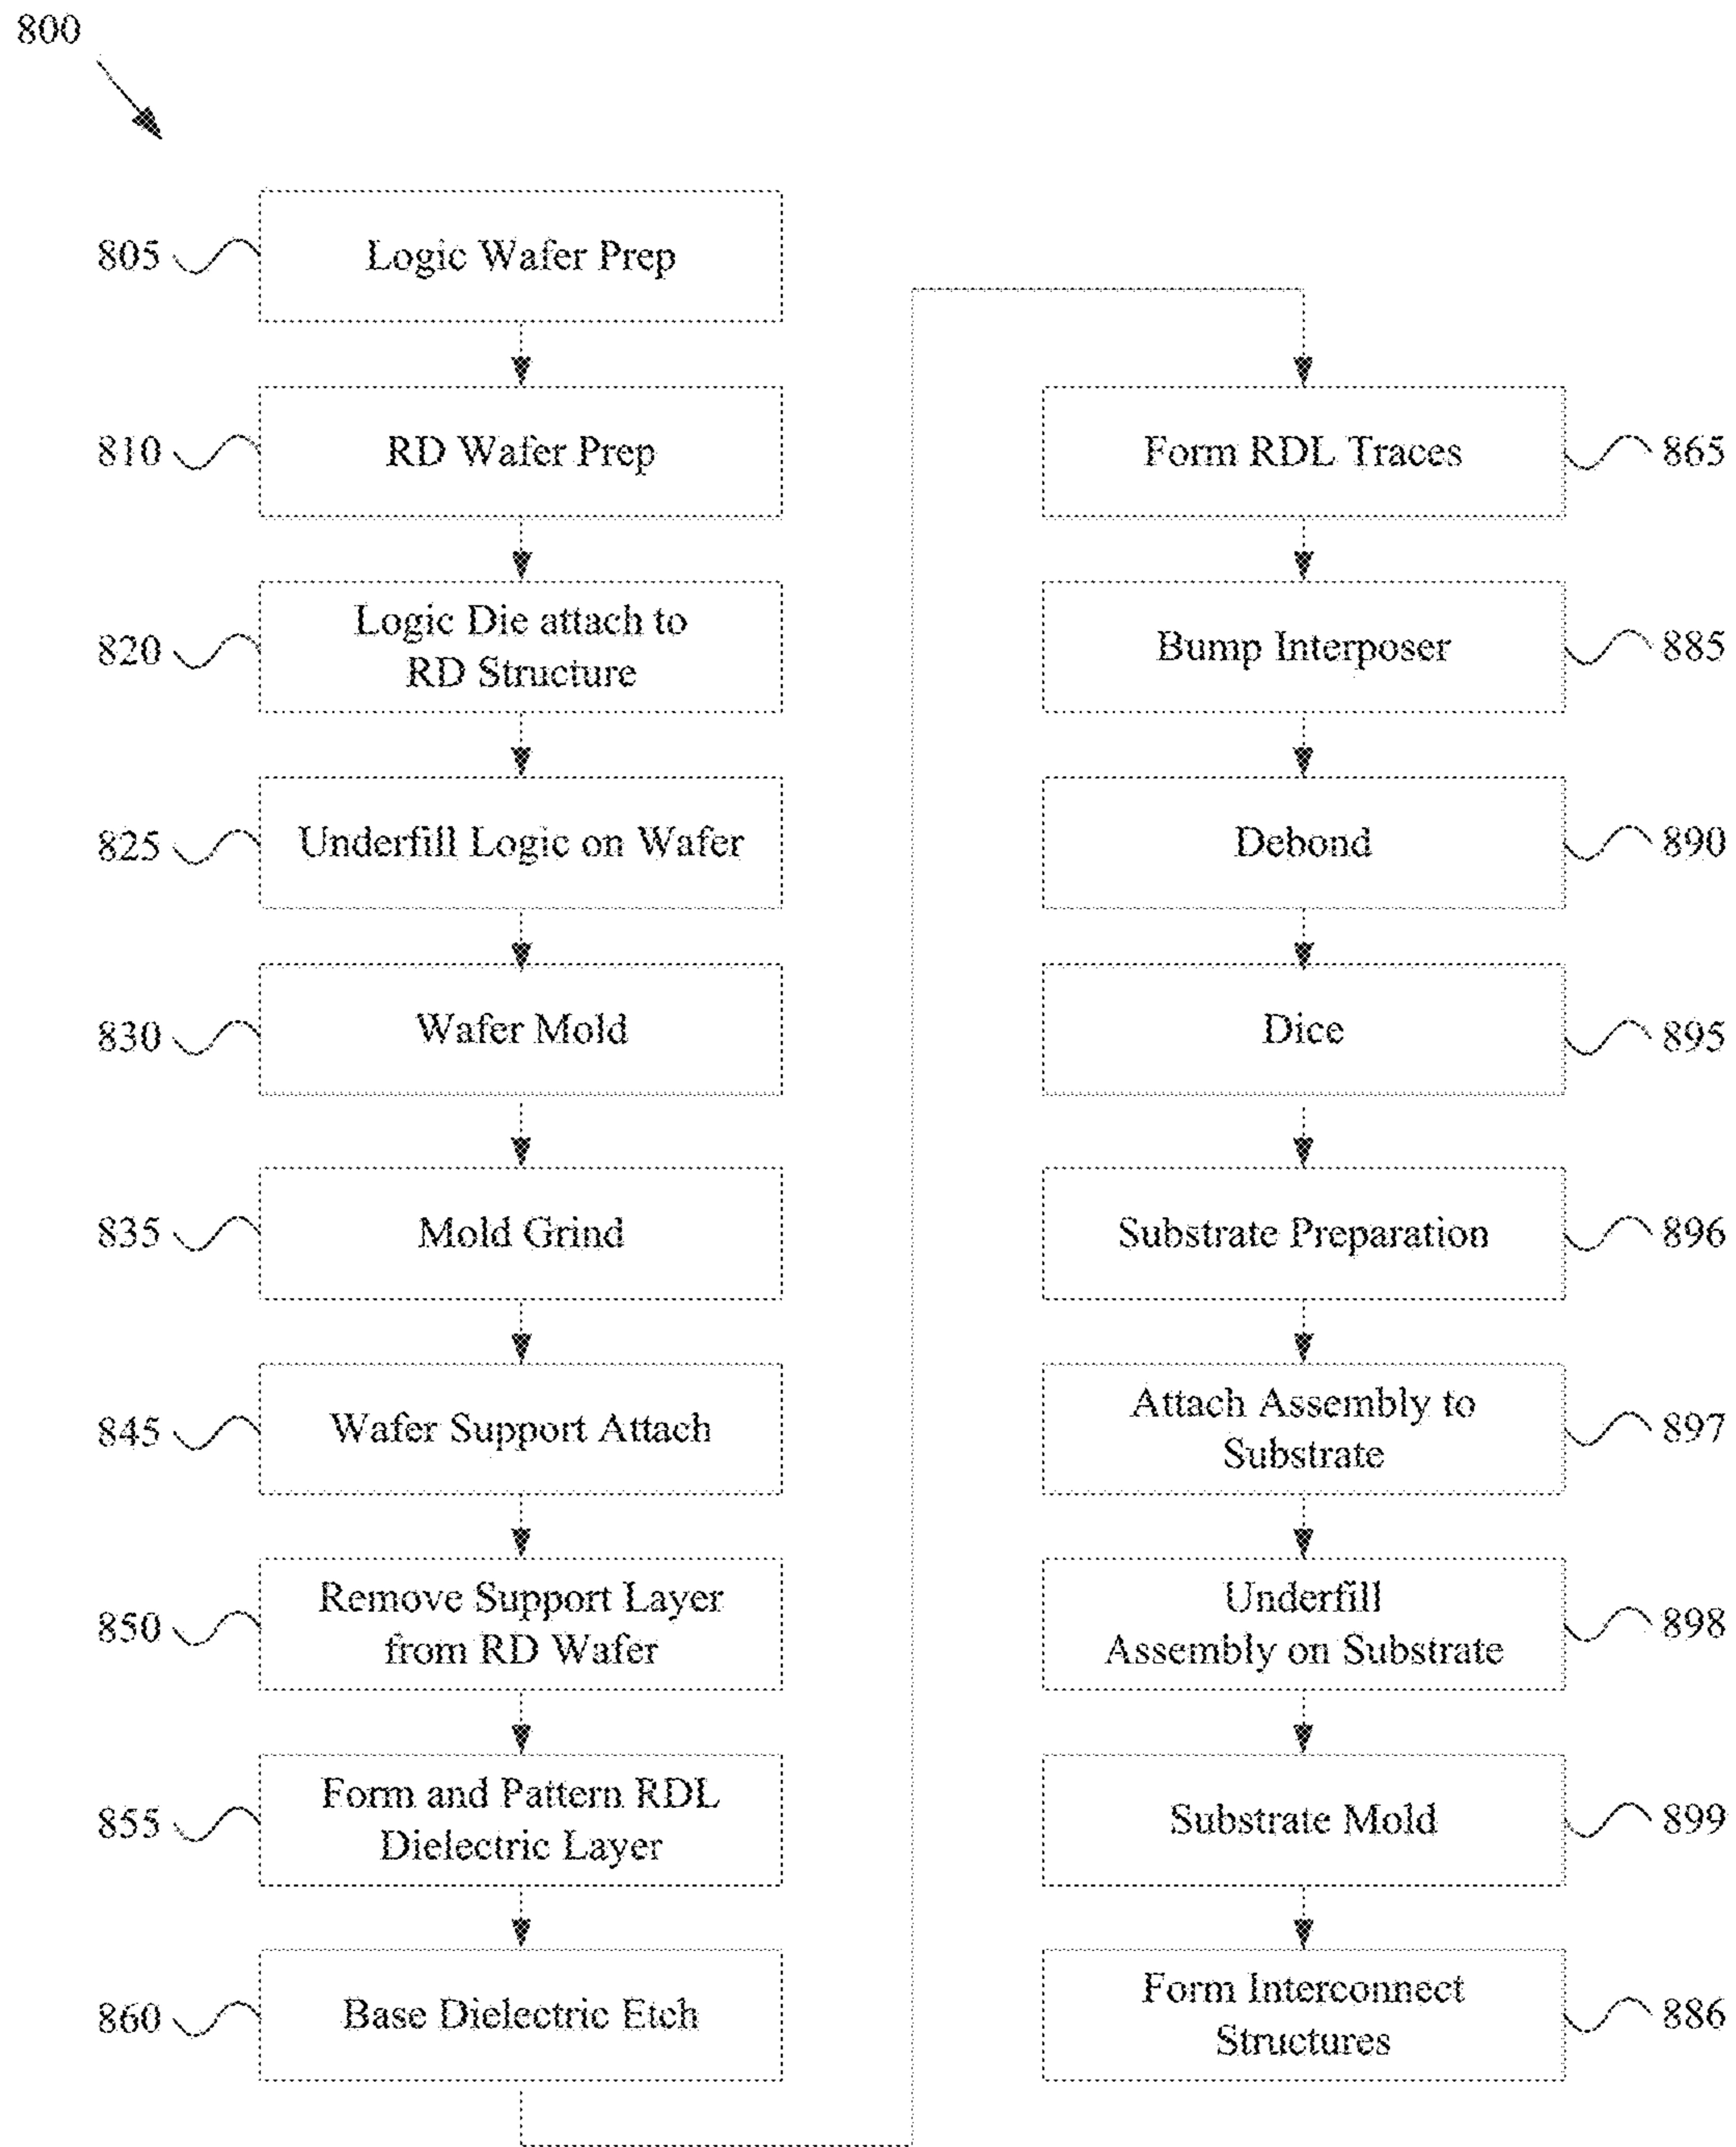 800
805
Logic Wafer Prep
810
RD Wafer Prep
820
Logic Die attach to
RD Structure
825
Underfill Logic on Wafer
830
Wafer Mold
835
Mold Grind
845
Wafer Support Attach
850
Remove Support Layer
from RD Wafer
855
Form and Pattern RDL
Dielectric Layer
860
Base Dielectric Etch
Form RDL Traces
865
Bump Interposer
885
Debond
890
Dice
895
Substrate Preparation
896
Attach Assembly to
Substrate
897
Underfill
Assembly on Substrate
898
Substrate Mold
899
Form Interconnect
Structures
886